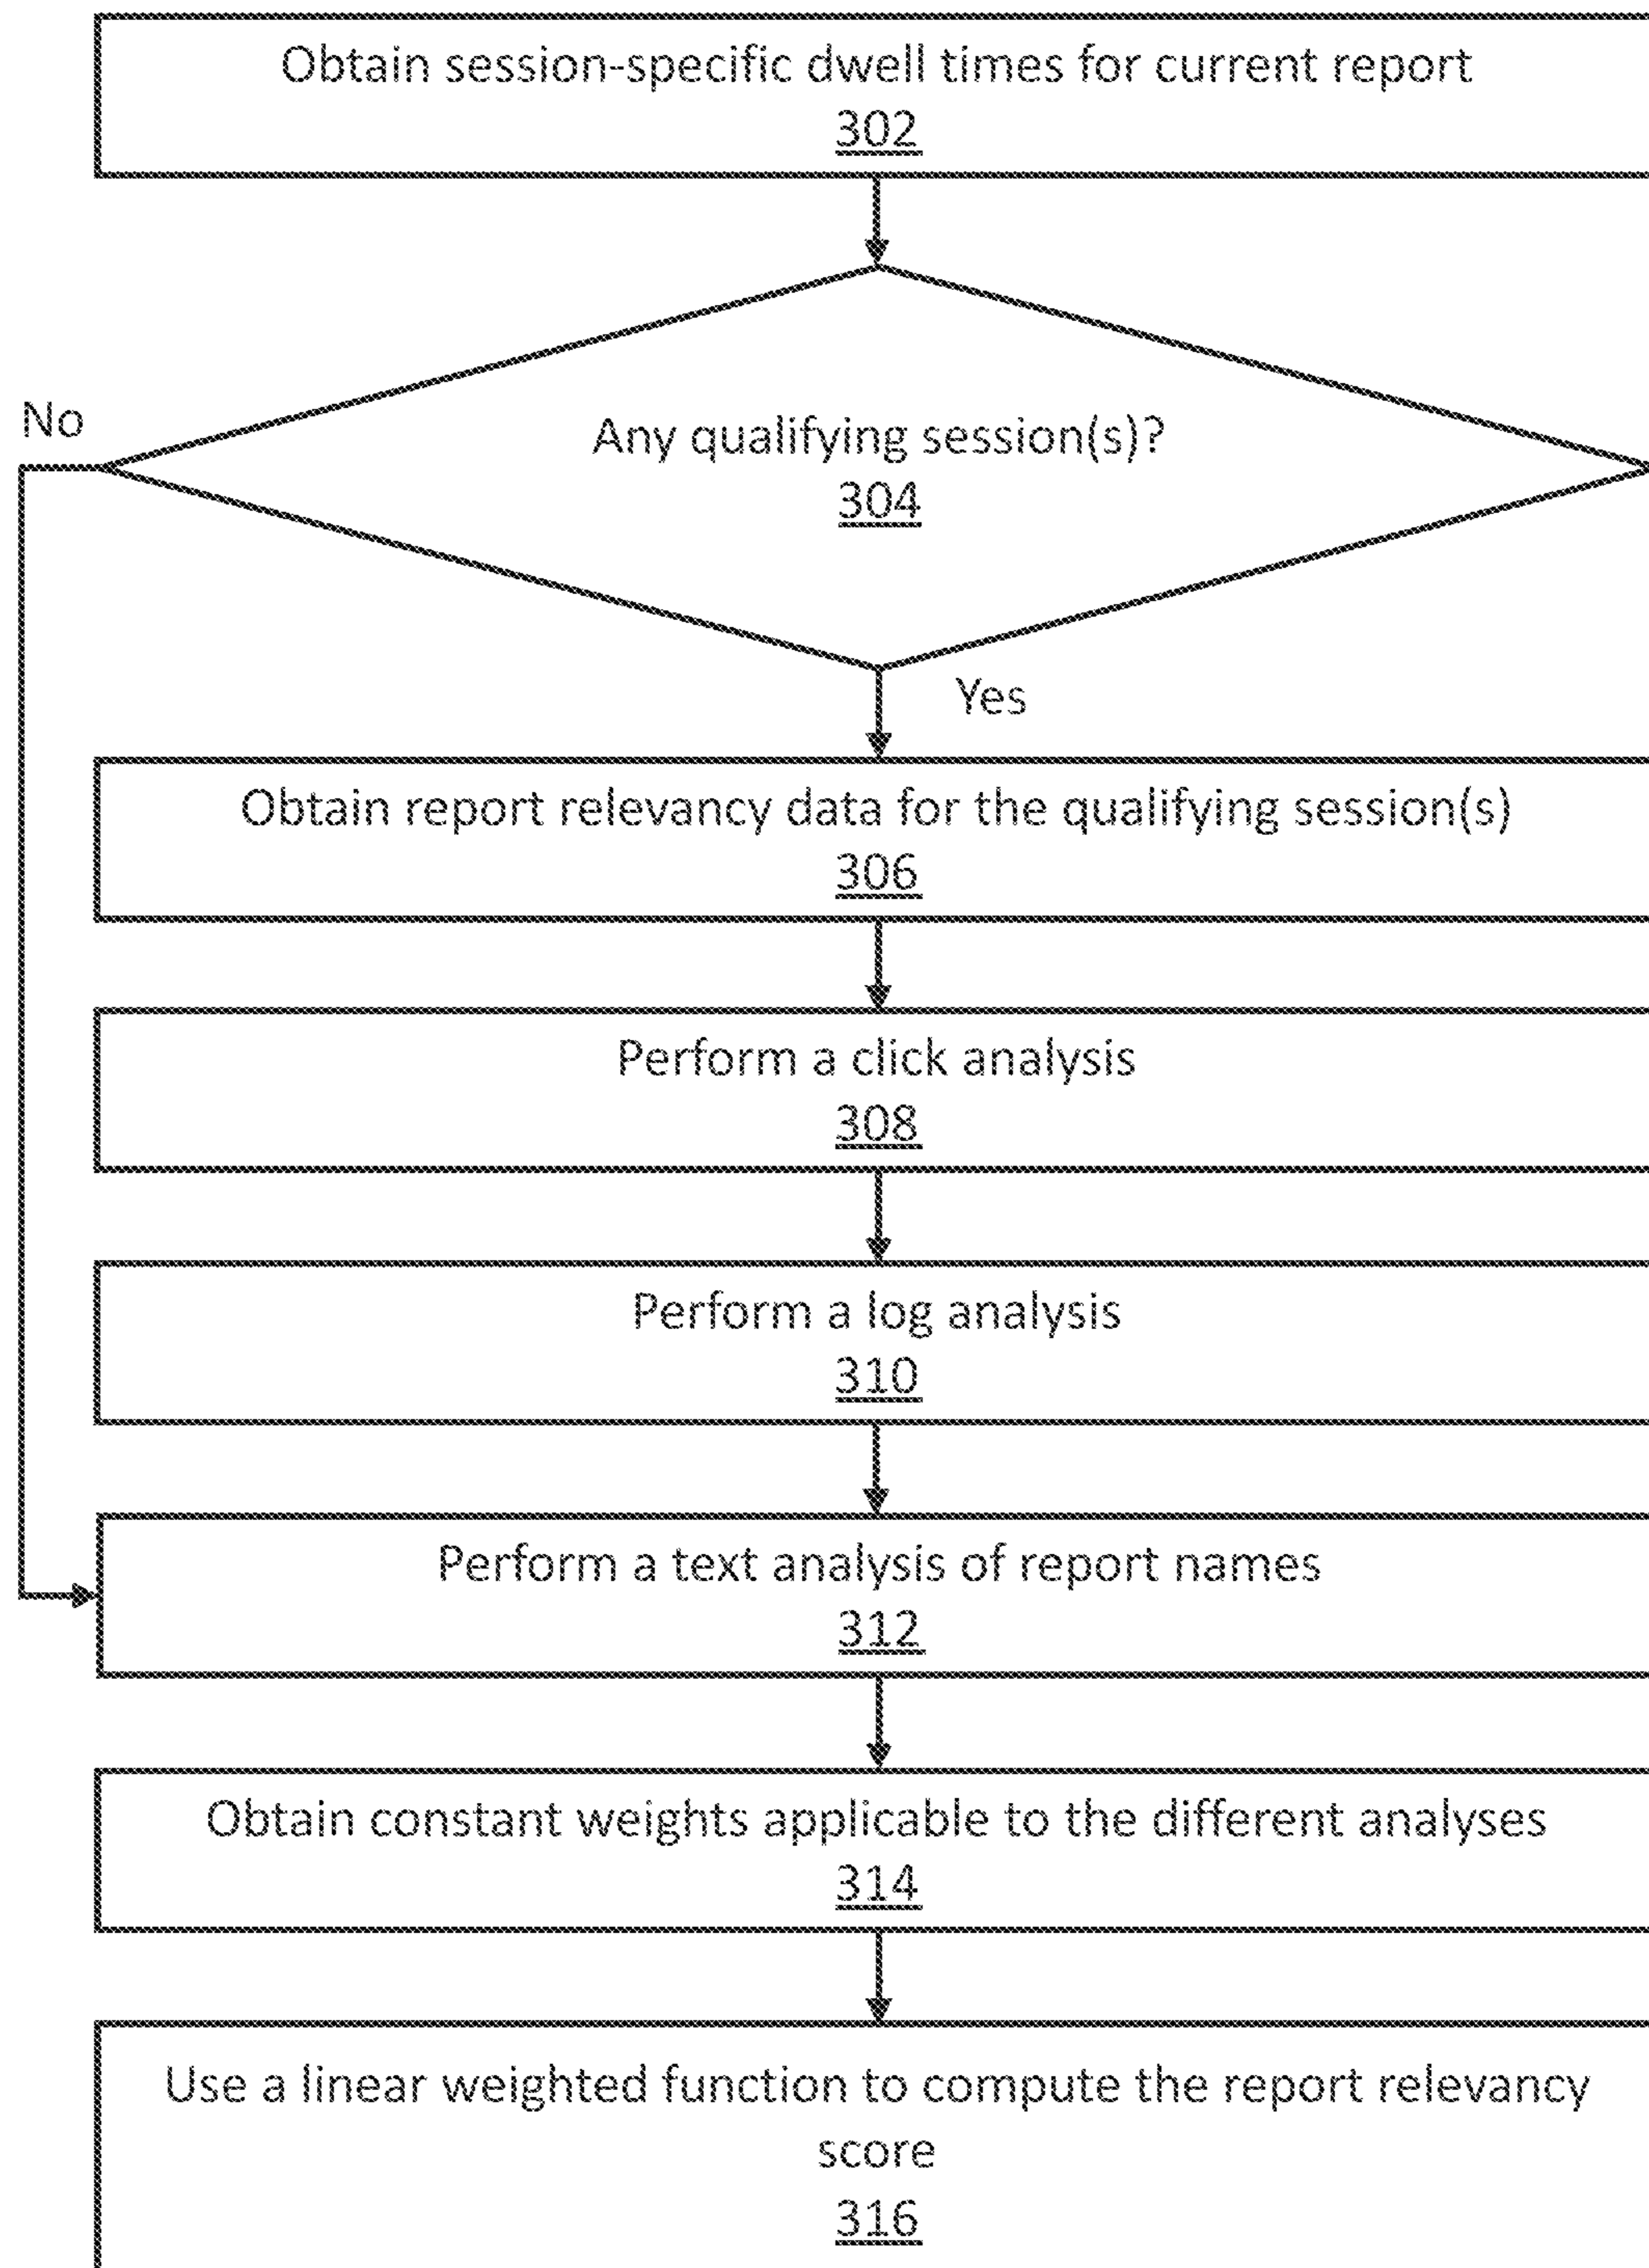 Obtain session-specific dwell times for current report
302
No
Any qualifying session(s)?
304
Yes
Obtain report relevancy data for the qualifying session(s)
306
Perform a click analysis
308
Perform a log analysis
310
Perform a text analysis of report names
312
Obtain constant weights applicable to the different analyses
314
Use a linear weighted function to compute the report relevancy
score
316